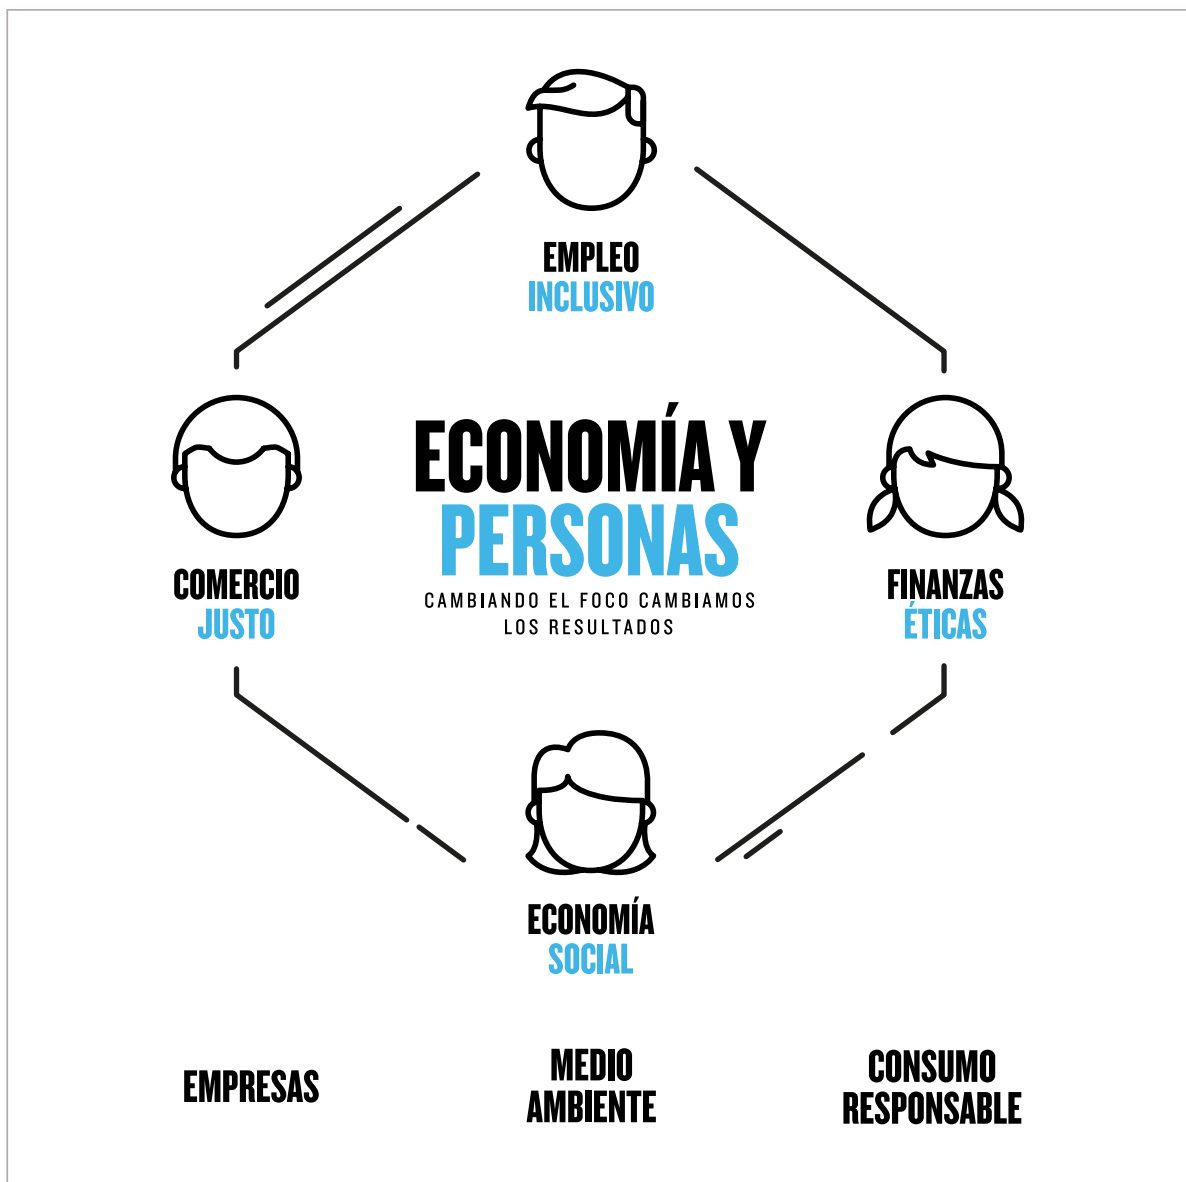 EMPLEO
INCLUSIVO
ECONOMÍA Y
PERSONAS
CAMBIANDO EL FOCO CAMBIAMOS
LOS RESULTADOS
COMERCIO
JUSTO
FINANZAS
ÉTICAS
ECONOMÍA
SOCIAL
EMPRESAS
MEDIO
AMBIENTE
CONSUMO
RESPONSABLE